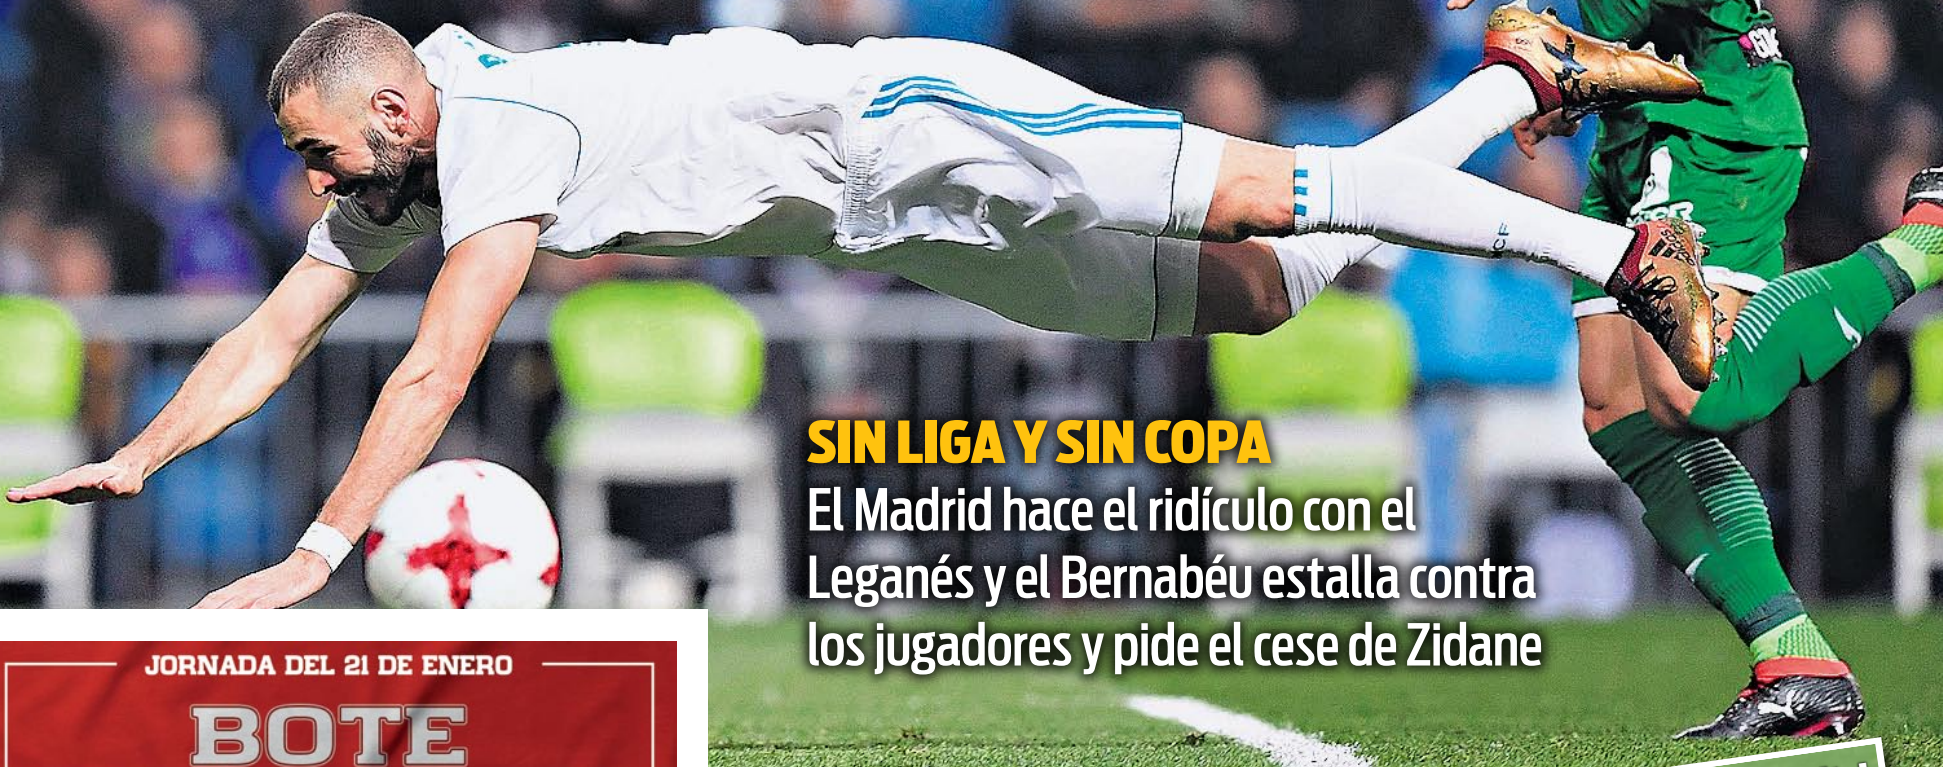 SIN LIGA Y SIN COPA
El Madrid hace el ridículo con el
Leganés y el Bernabéu estalla contra
los jugadores y pide el cese de Zidane
JORNADA DEL 21 DE ENERO
BOTE